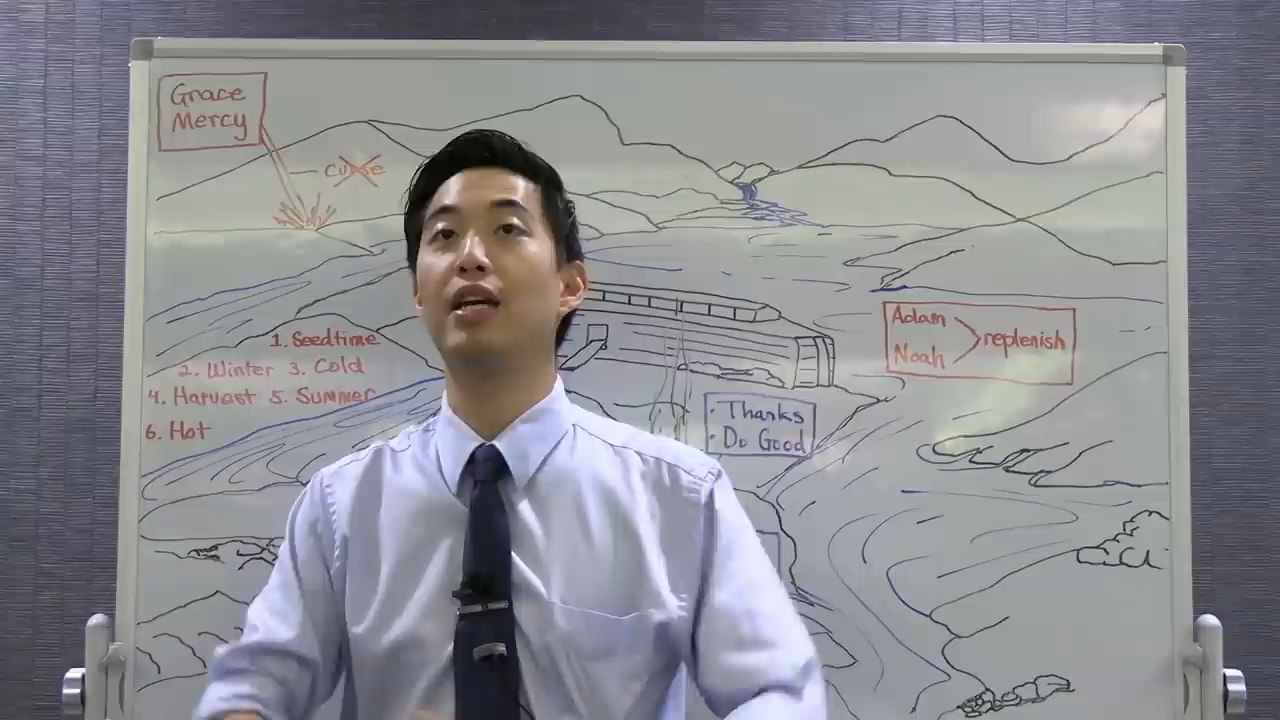 Grace
Mercy
curse
1. Seedtime
2. Winter 3. Cold
4. Harvest 5. Summer
6. Hot
Adam
Noah
replenish
· Thanks
· Do Good